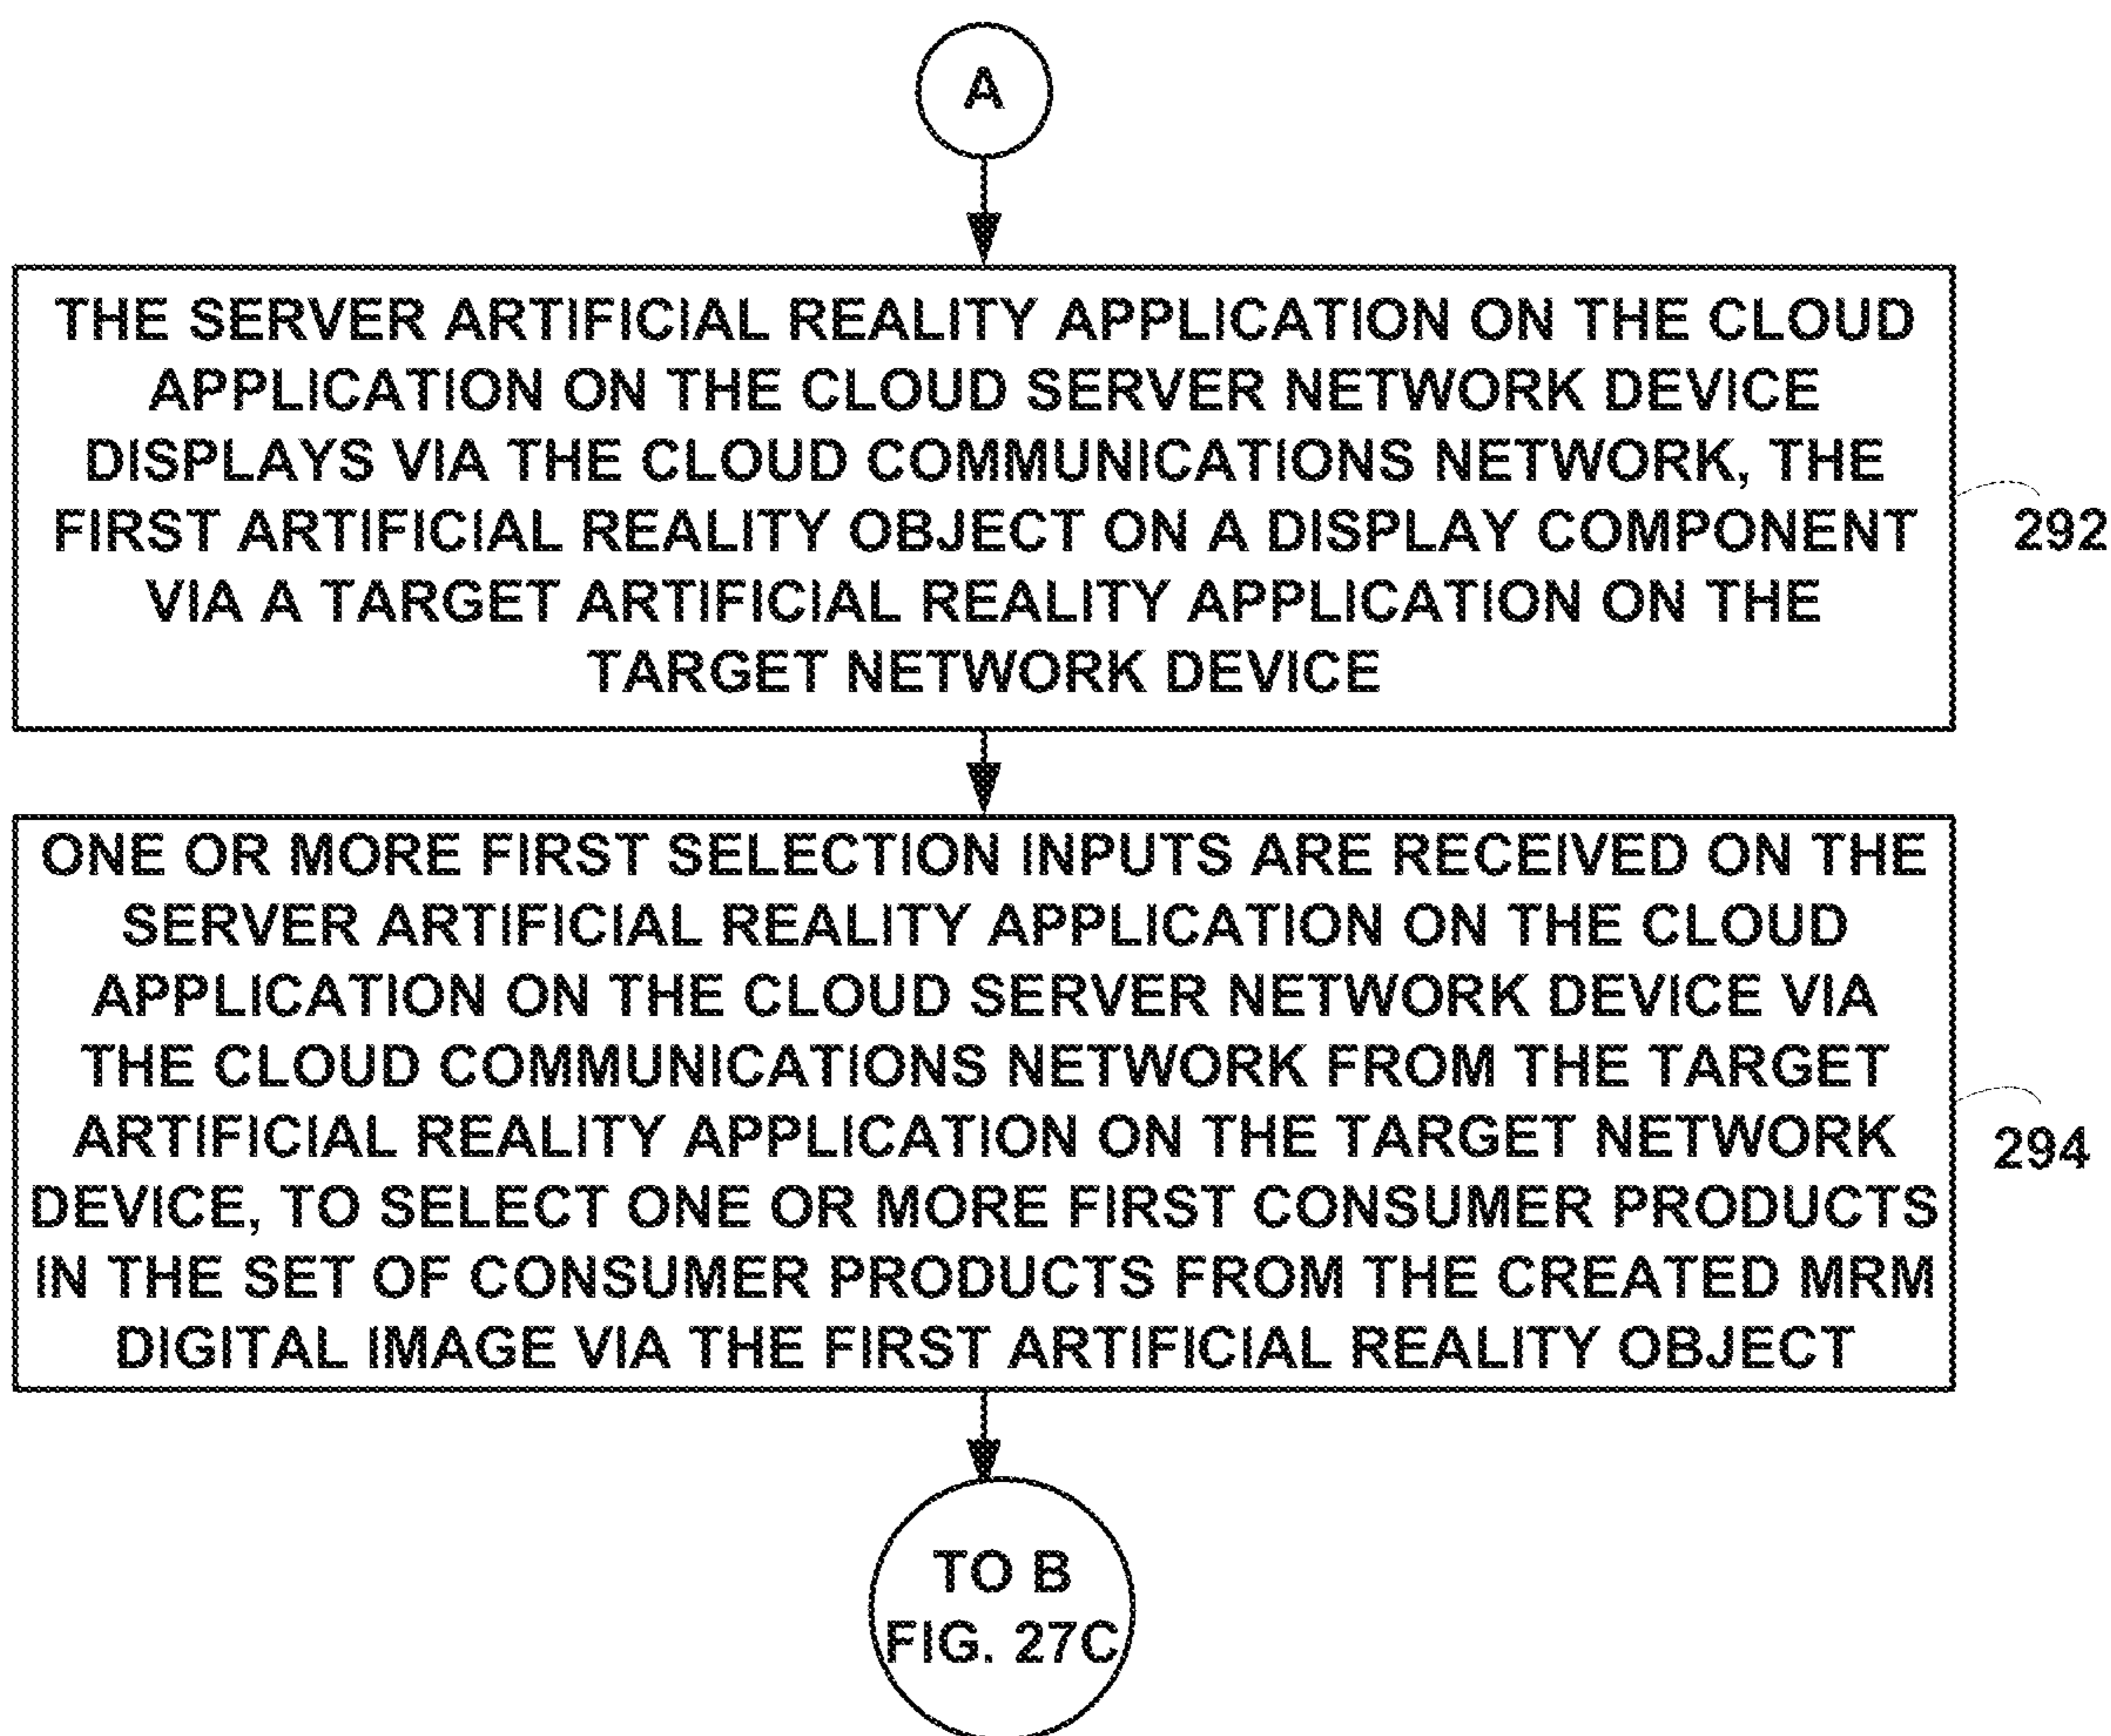 A
THE SERVER ARTIFICIAL REALITY APPLICATION ON THE CLOUD
APPLICATION ON THE CLOUD SERVER NETWORK DEVICE
DISPLAYS VIA THE CLOUD COMMUNICATIONS NETWORK, THE
FIRST ARTIFICIAL REALITY OBJECT ON A DISPLAY COMPONENT
VIA A TARGET ARTIFICIAL REALITY APPLICATION ON THE
TARGET NETWORK DEVICE
292
ONE OR MORE FIRST SELECTION INPUTS ARE RECEIVED ON THE
SERVER ARTIFICIAL REALITY APPLICATION ON THE CLOUD
APPLICATION ON THE CLOUD SERVER NETWORK DEVICE VIA
THE CLOUD COMMUNICATIONS NETWORK FROM THE TARGET
ARTIFICIAL REALITY APPLICATION ON THE TARGET NETWORK
DEVICE, TO SELECT ONE OR MORE FIRST CONSUMER PRODUCTS
IN THE SET OF CONSUMER PRODUCTS FROM THE CREATED MRM
DIGITAL IMAGE VIA THE FIRST ARTIFICIAL REALITY OBJECT
294
TO B
FIG. 27C